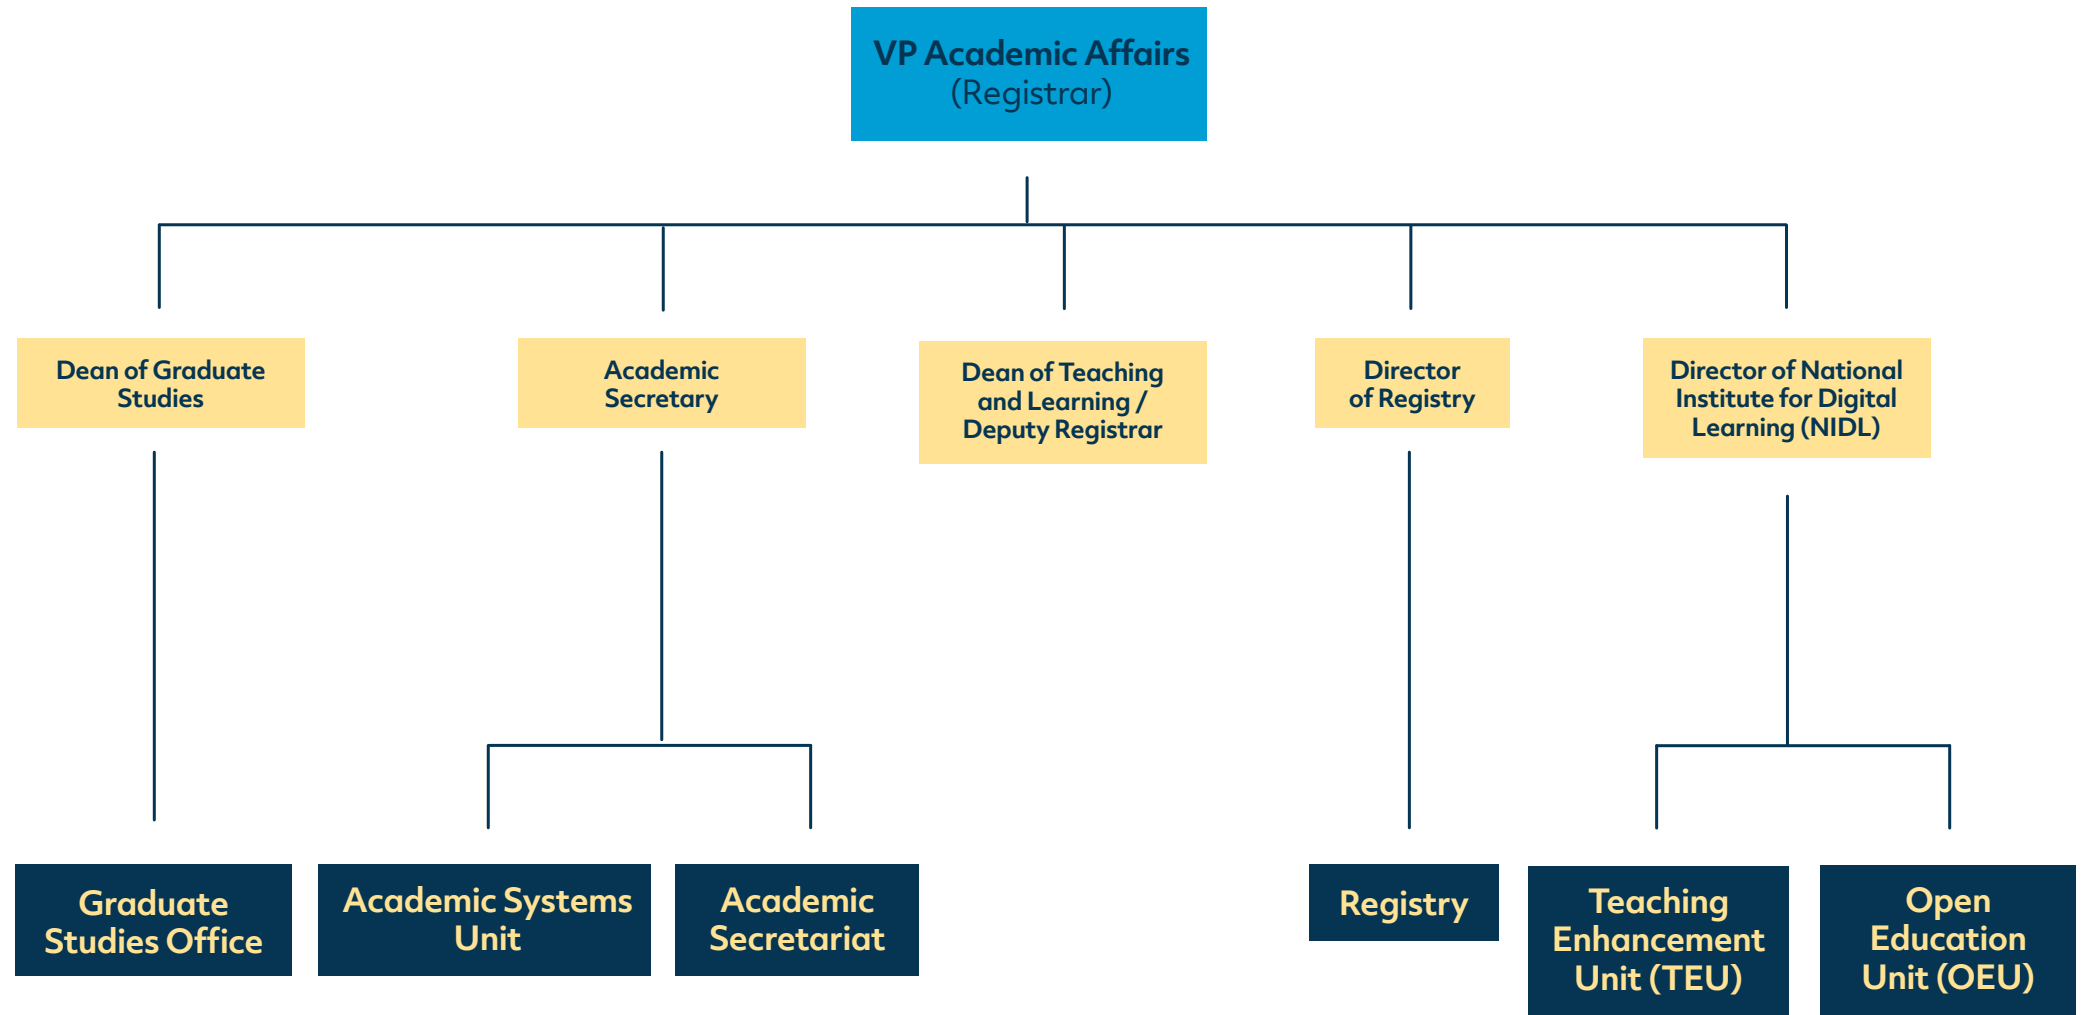 VP Academic Affairs
(Registrar)
Dean of Graduate
Studies
Academic
Secretary
Dean of Teaching
and Learning /
Deputy Registrar
Director
of Registry
Director of National
Institute for Digital
Learning (NIDL)
Graduate
Studies Office
Academic Systems
Unit
Academic
Secretariat
Registry
Teaching
Enhancement
Unit (TEU)
Open
Education
Unit (OEU)